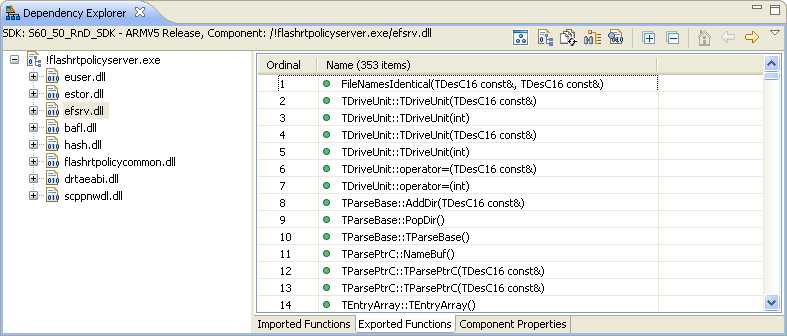 Dependency Explorer
SDK: S60_50_RnD_SDK - ARMV5 Release, Component: /!flashrtpolicyserver.exe/efsrv.dll
!flashrtpolicyserver.exe
euser.dll
estor.dll
efsrv.dll
bafl.dll
hash.dll
flashrtpolicycommon.dll
drtaeabi.dll
scppnwdl.dll
Ordinal Name (353 items)
1 FileNamesIdentical(TDesC16 const&, TDesC16 const&)
2 TDriveUnit::TDriveUnit(TDesC16 const&)
3 TDriveUnit::TDriveUnit(int)
4 TDriveUnit::TDriveUnit(TDesC16 const&)
5 TDriveUnit::TDriveUnit(int)
6 TDriveUnit::operator=(TDesC16 const&)
7 TDriveUnit::operator=(int)
8 TParseBase::AddDir(TDesC16 const&)
9 TParseBase::PopDir()
10 TParseBase::TParseBase()
11 TParsePtrC::NameBuf()
12 TParsePtrC::TParsePtrC(TDesC16 const&)
13 TParsePtrC::TParsePtrC(TDesC16 const&)
14 TEntryArray::TEntryArray()
Imported Functions Exported Functions Component Properties